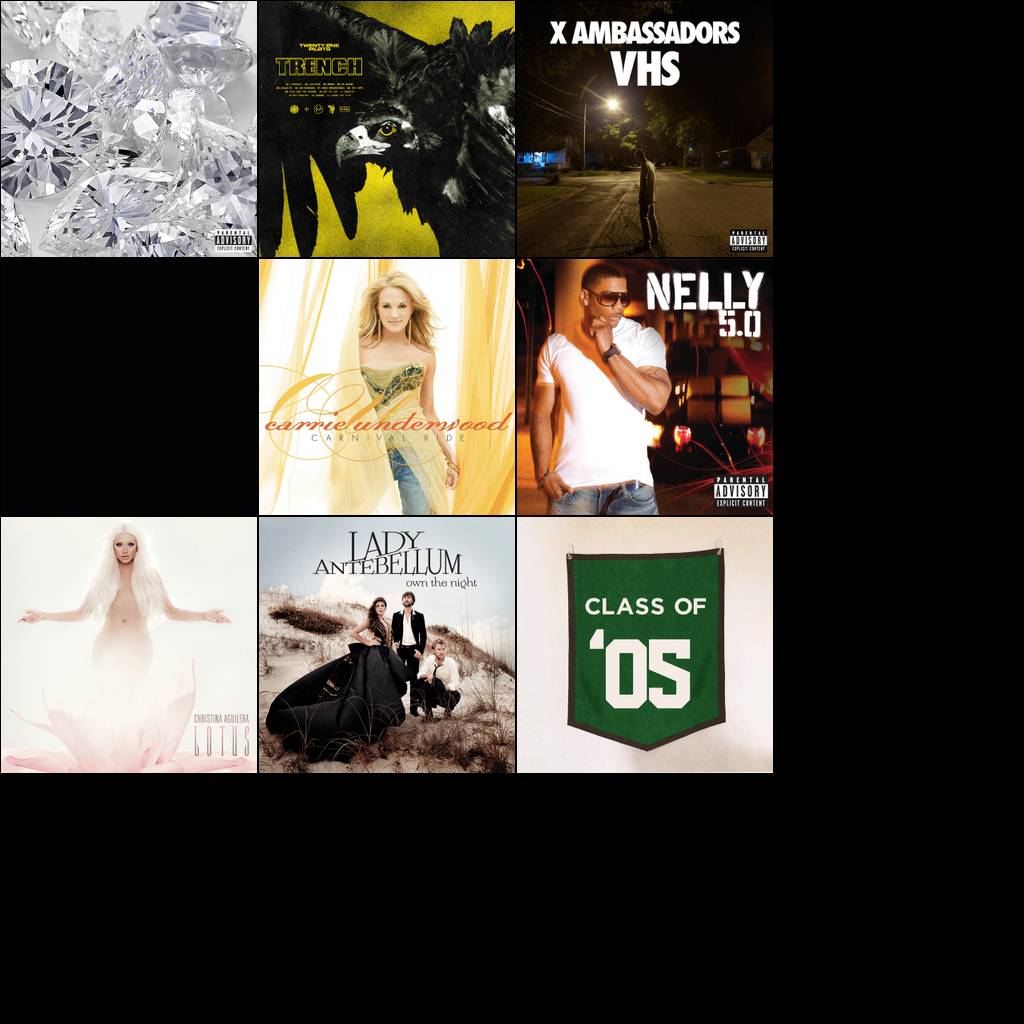 PARENTAL
ADVISORY
EXPLICIT CONTENT
TWENTY ONE
PILOTS
TRENCH
X AMBASSADORS
VHS
PARENTAL
ADVISORY
EXPLICIT CONTENT
carrie underwood
CARNIVAL RIDE
NELLY
5.0
PARENTAL
ADVISORY
EXPLICIT CONTENT
CHRISTINA AGUILERA
LOTUS
LADY
ANTEBELLUM
own the night
CLASS OF
'05